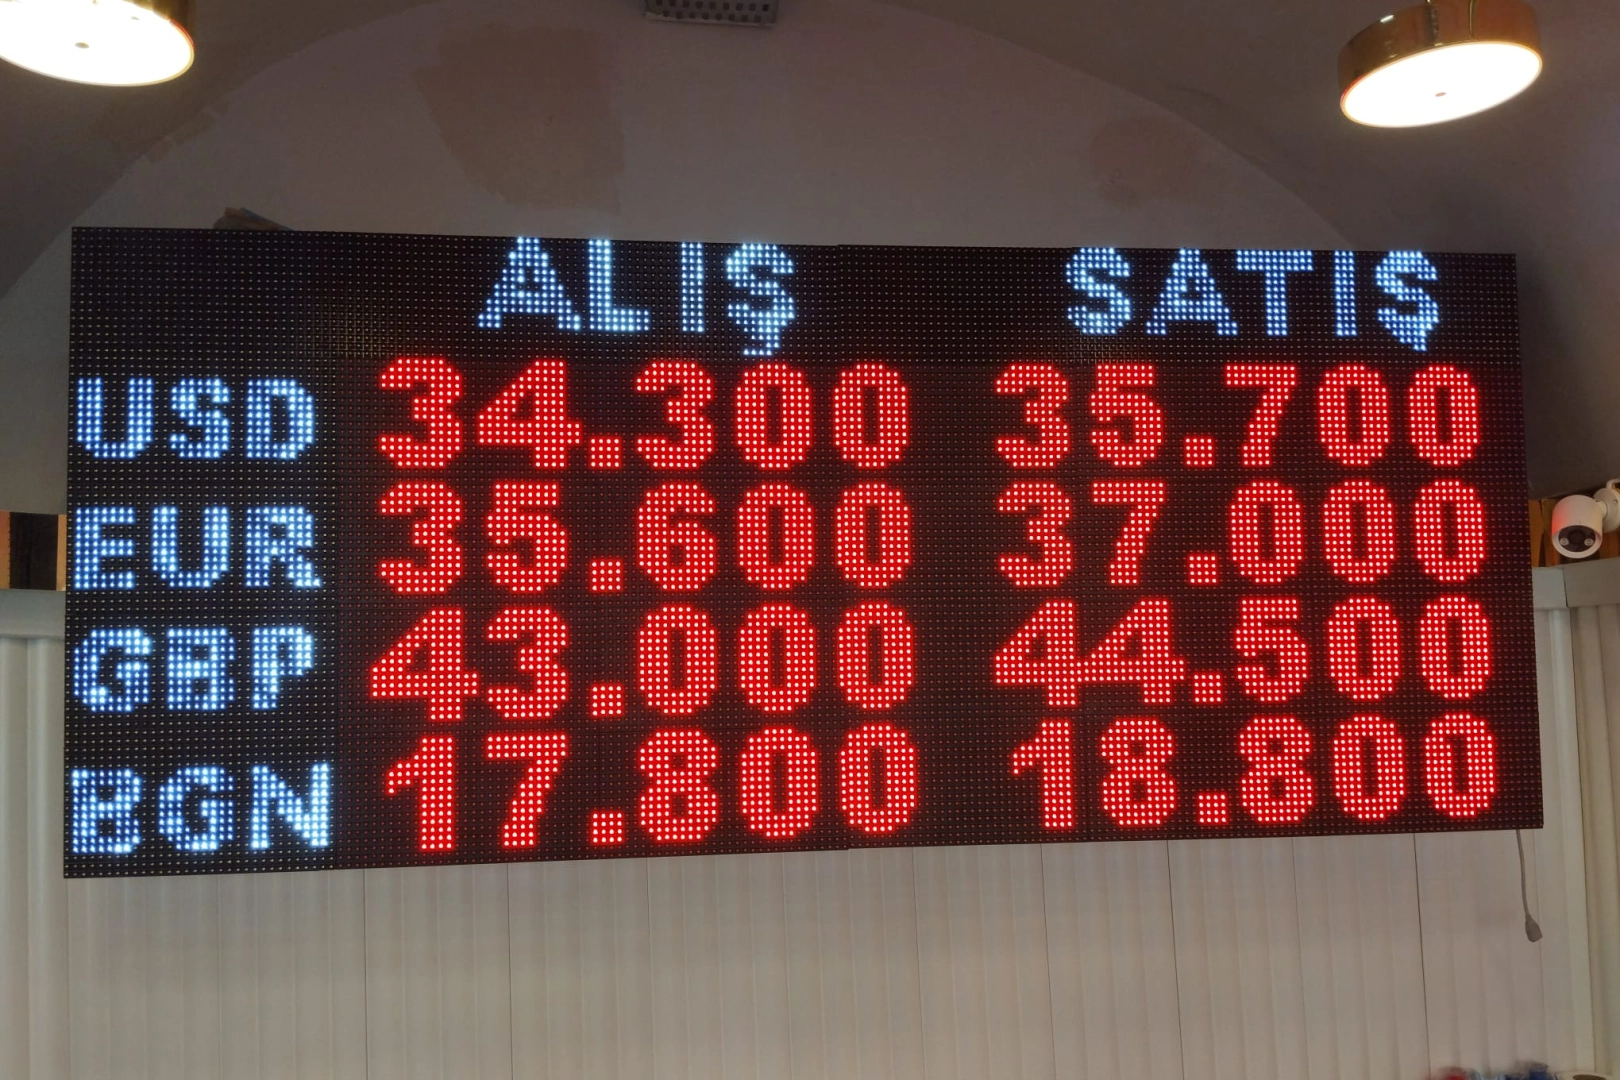 ALIŞ SATIŞ
USD 34.300 35.700
EUR 35.600 37.000
GBP 43.000 44.500
BGN 17.800 18.800